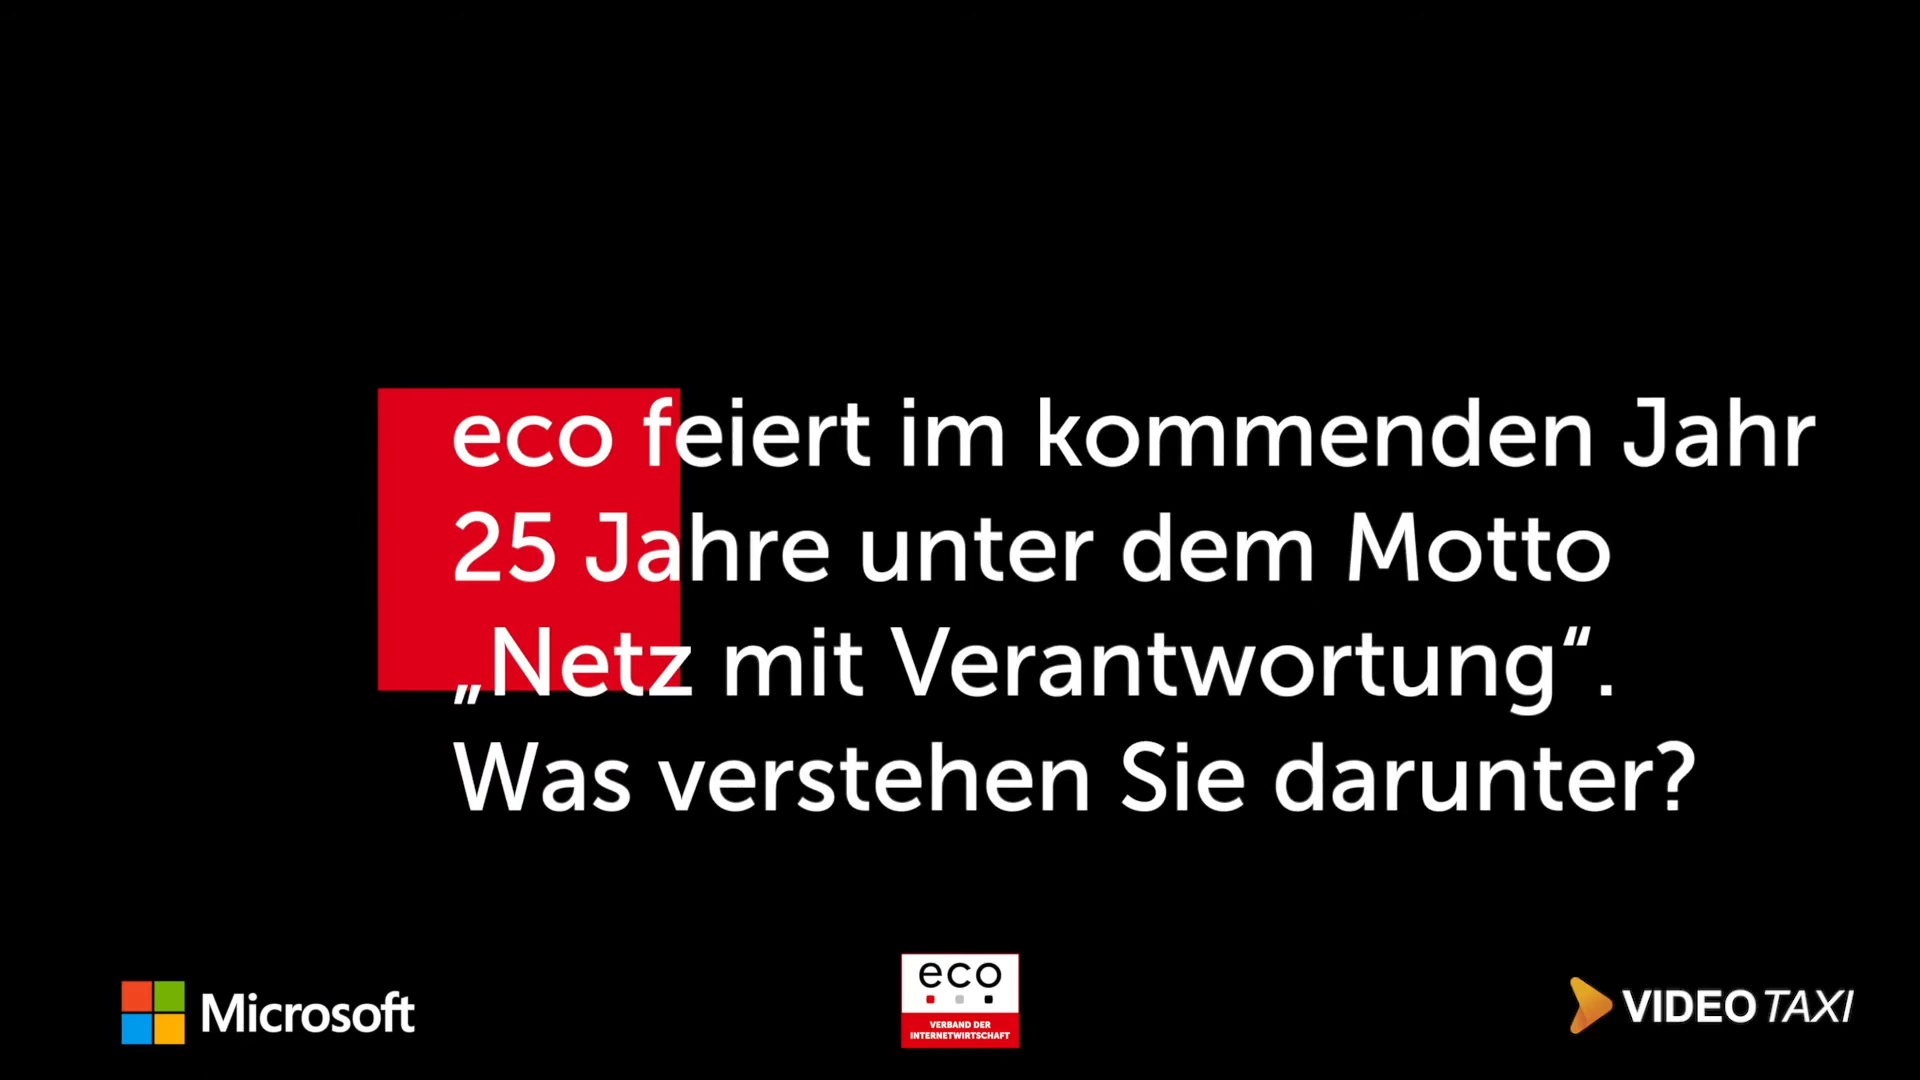 eco feiert im kommenden Jahr
25 Jahre unter dem Motto
„Netz mit Verantwortung“.
Was verstehen Sie darunter?
Microsoft
eco
VERBAND DER
INTERNETWIRTSCHAFT
VIDEO TAXI